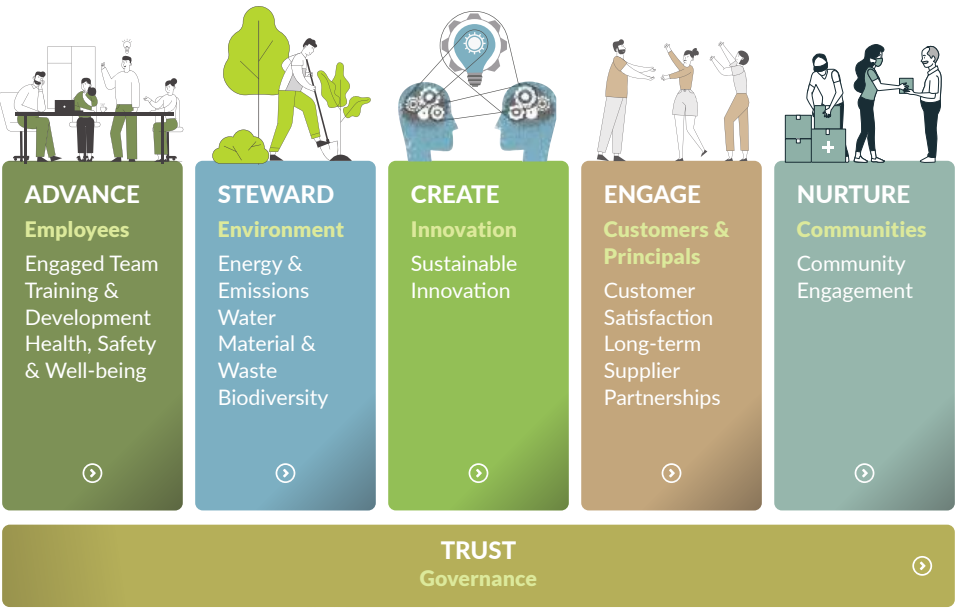 ADVANCE
Employees
Engaged Team
Training &
Development
Health, Safety
& Well-being
STEWARD
Environment
Energy &
Emissions
Water
Material &
Waste
Biodiversity
CREATE
Innovation
Sustainable
Innovation
ENGAGE
Customers &
Principals
Customer
Satisfaction
Long-term
Supplier
Partnerships
NURTURE
Communities
Community
Engagement
TRUST
Governance